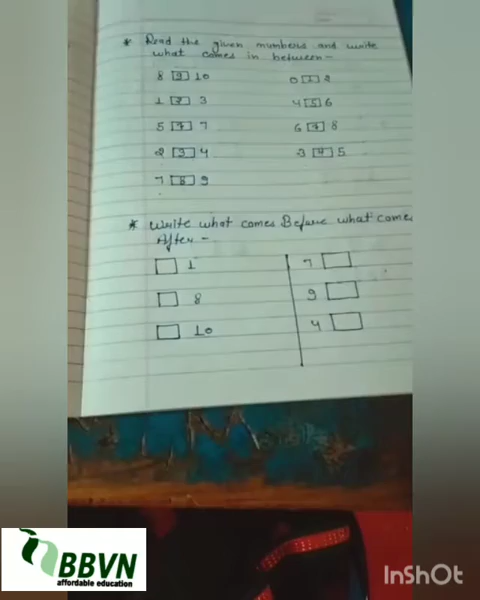 * Read the given numbers and write
what comes in between -
8 9 10 0 1 2
1 2 3 4 5 6
5 7 6 7 8
2 3 4 3 4 5
7 8 9
* Write what comes Before what comes
After -
1 7
8 9
10 4
BBVN
affordable education
InShOt